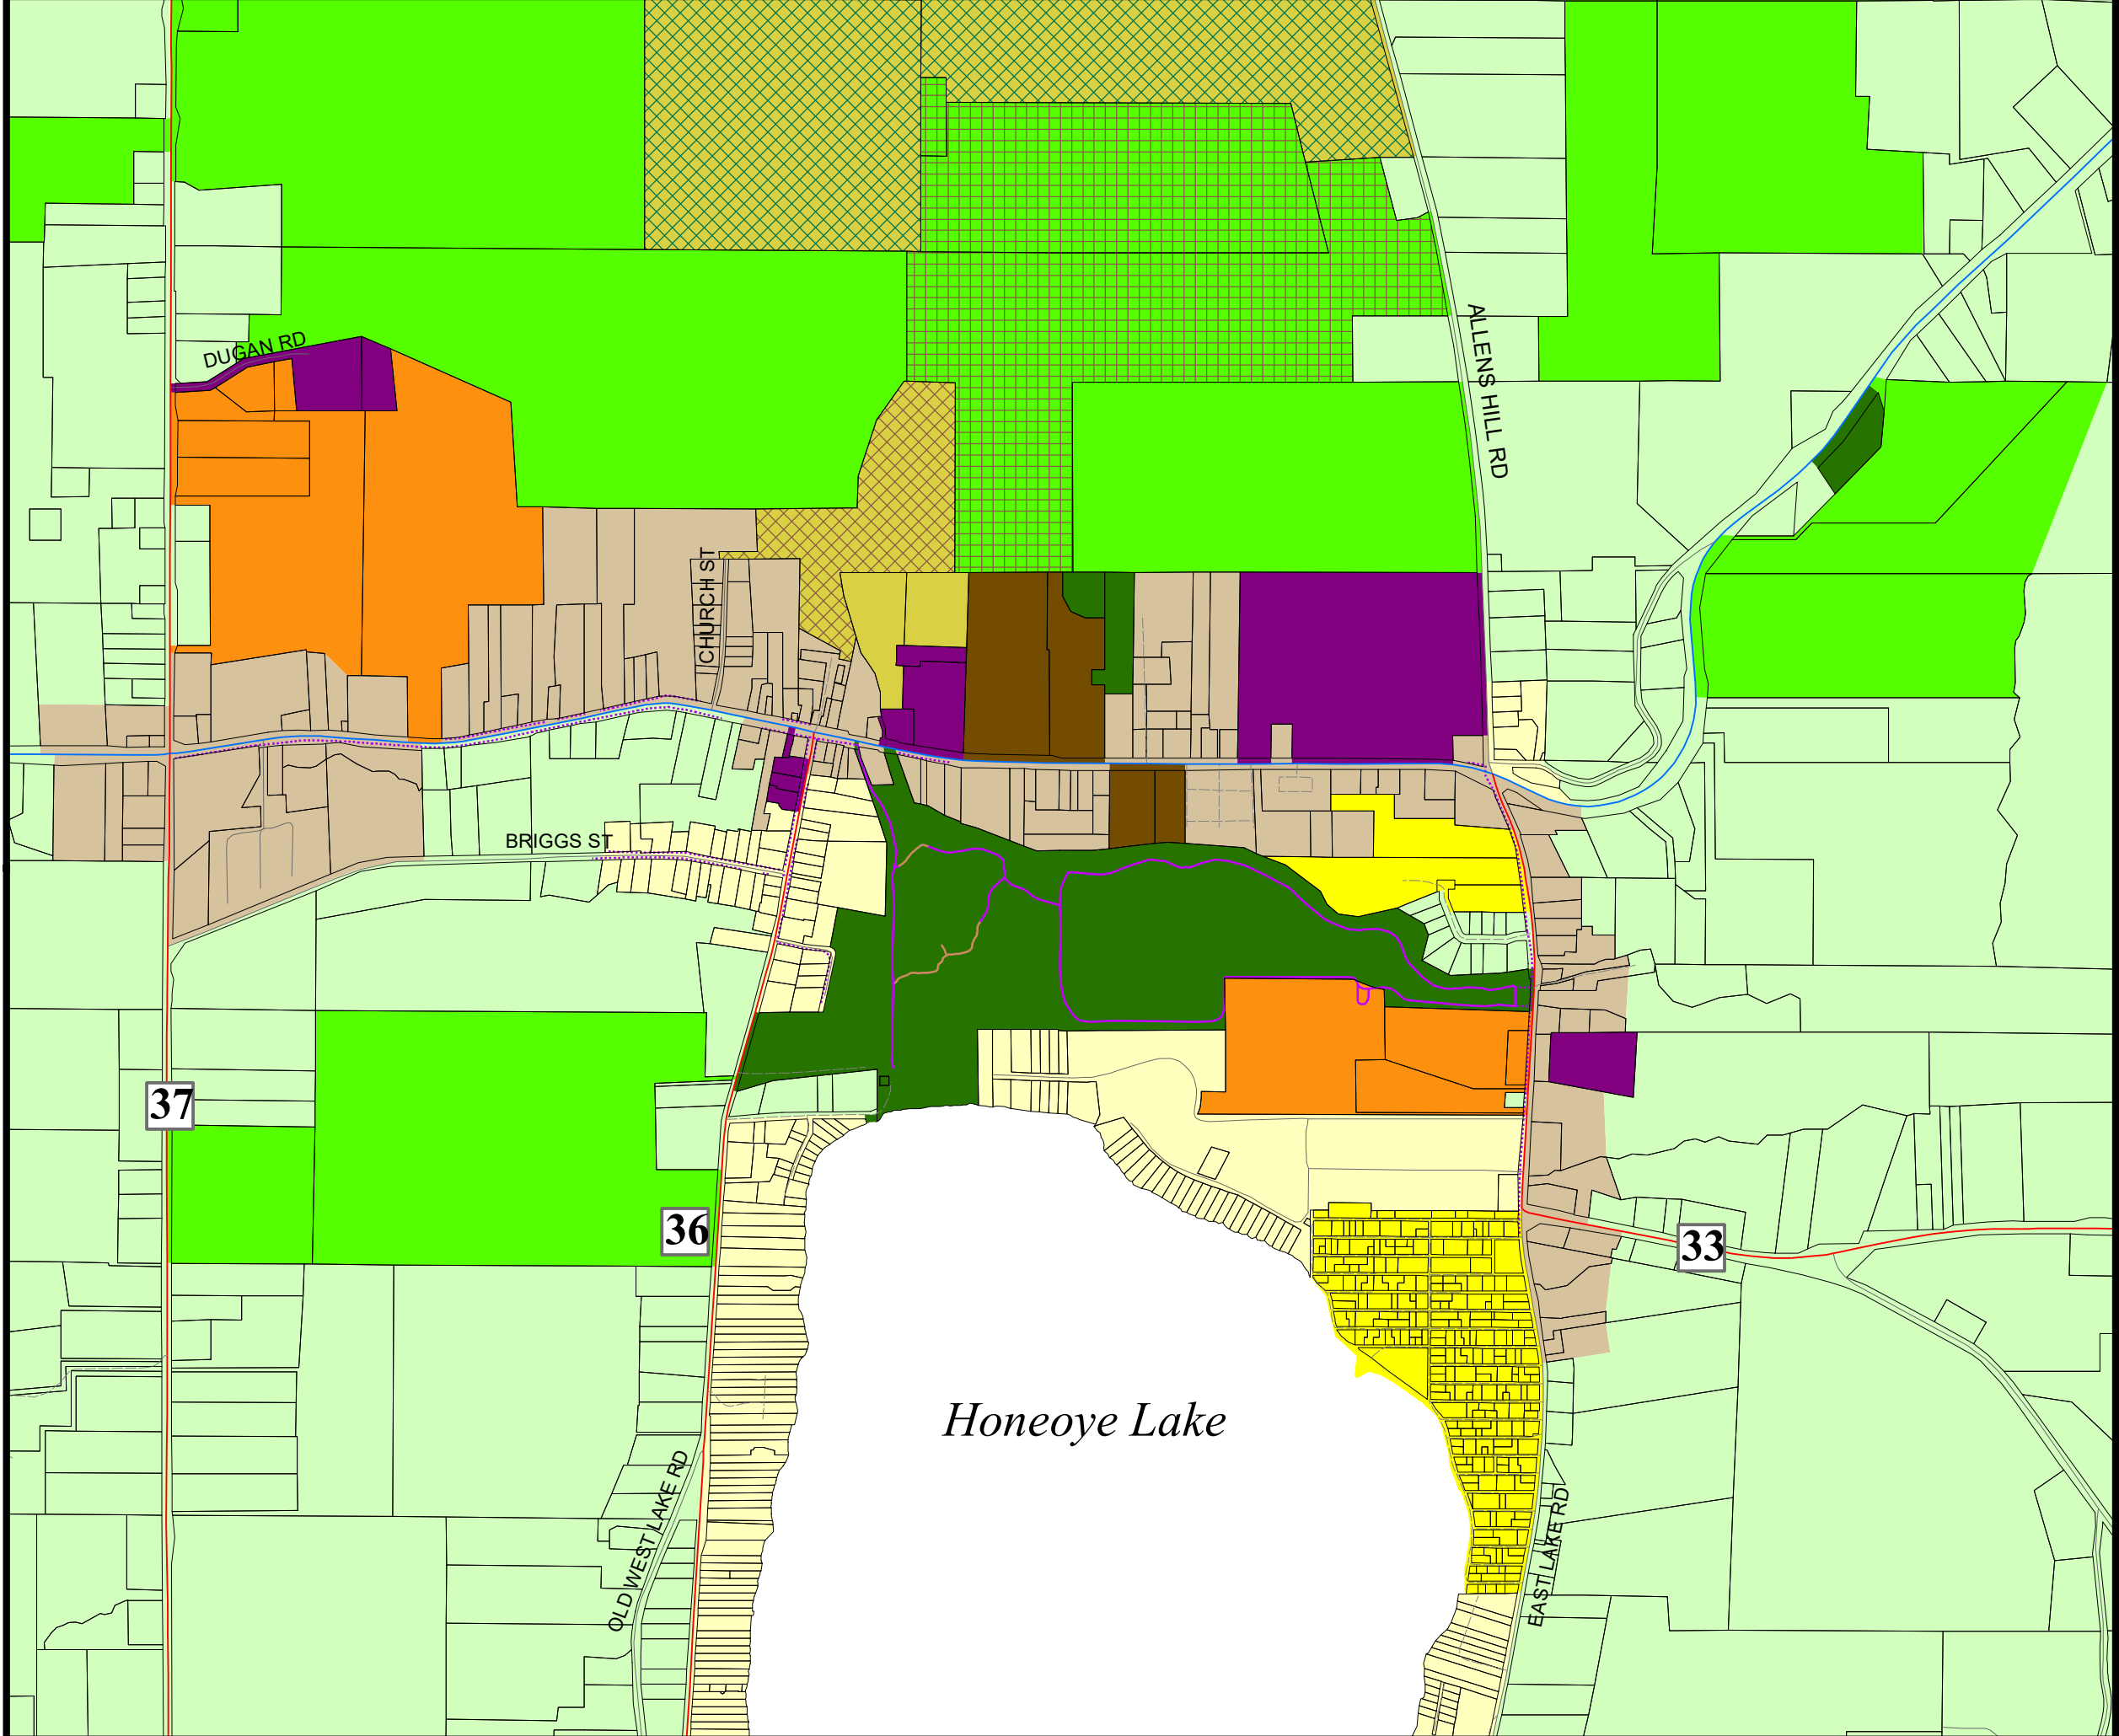 DUGAN RD
ALLENS HILL RD
CHURCH ST
BRIGGS ST
37
36
33
Honeoye Lake
OLD WEST LAKE RD
EAST LAKE RD